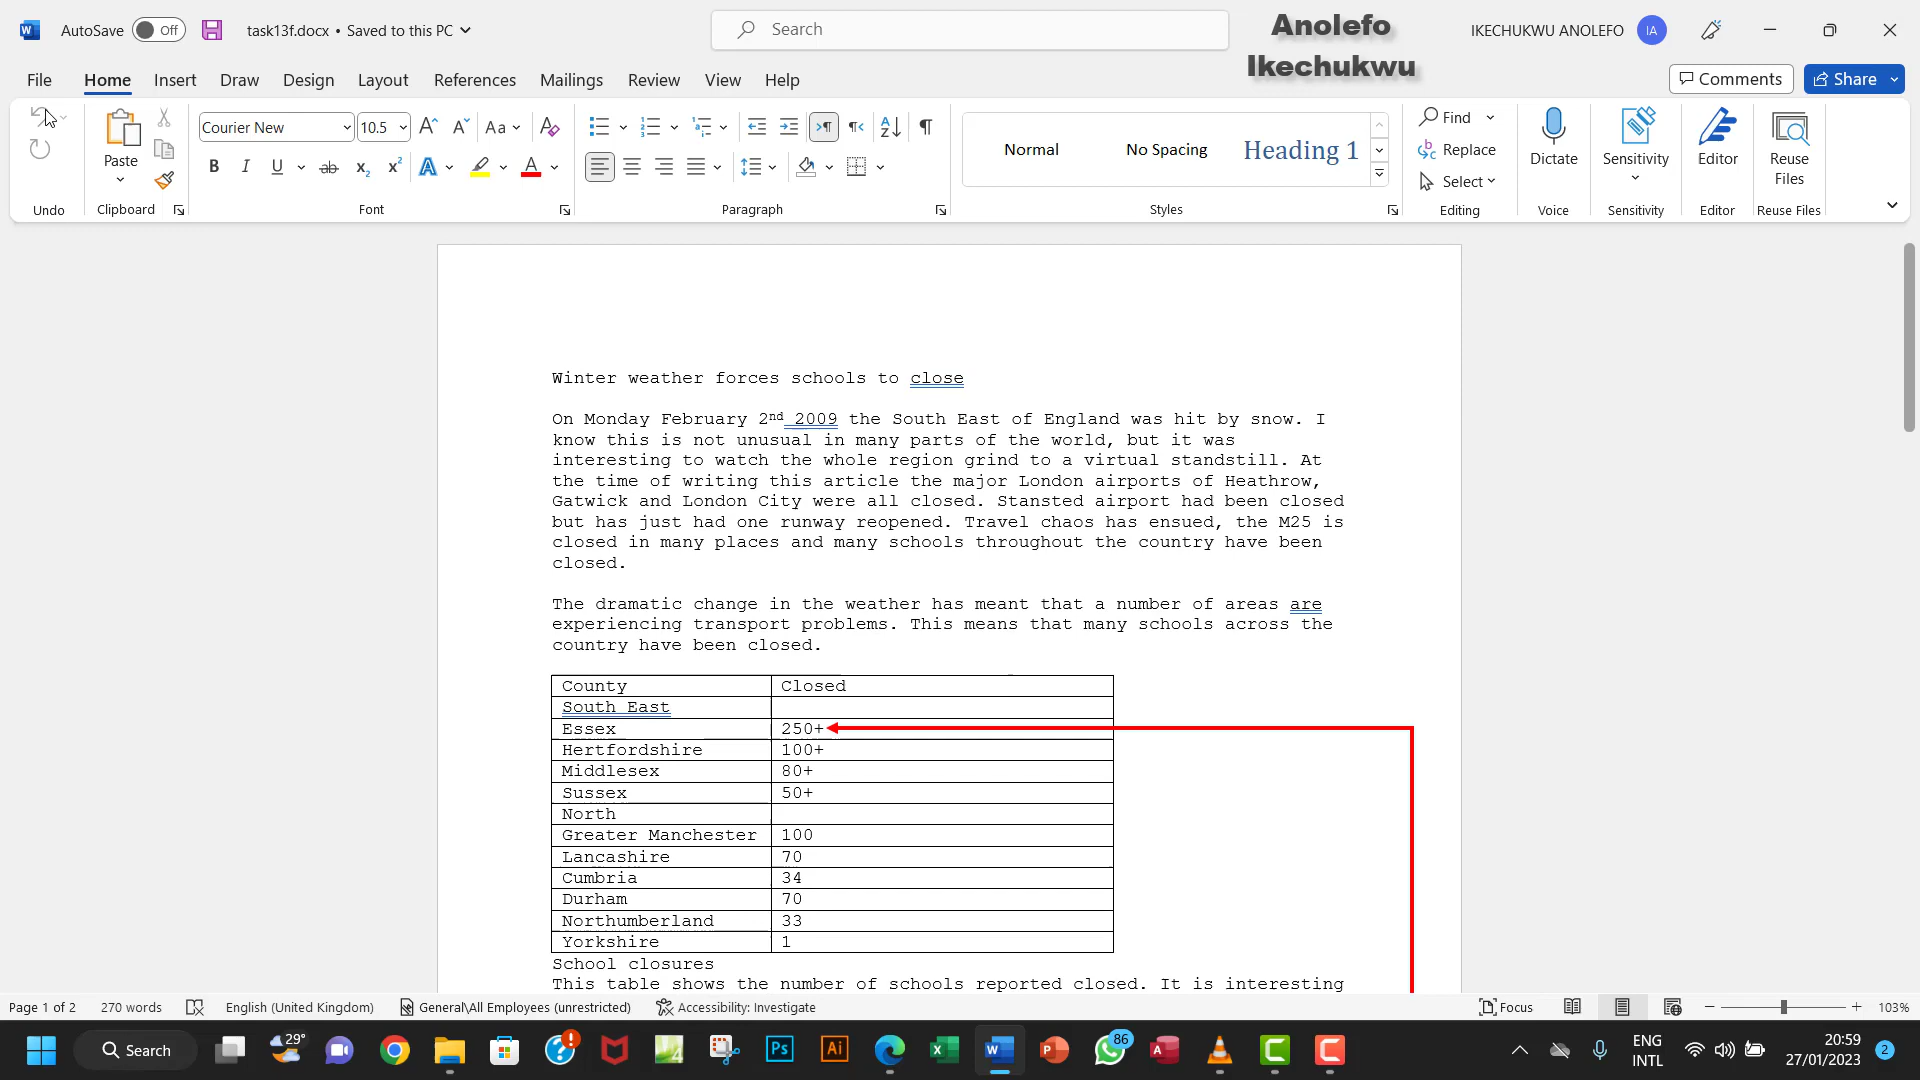 AutoSave Off task13f.docx • Saved to this PC Search Anolefo Ikechukwu IKECHUKWU ANOLEFO IA
File Home Insert Draw Design Layout References Mailings Review View Help Comments Share
Courier New 10.5 Aa Find
Paste Normal No Spacing Heading 1 Replace Dictate Sensitivity Editor Reuse Files
B I U ab x₂ x² A A Select
Undo Clipboard Font Paragraph Styles Editing Voice Sensitivity Editor Reuse Files
Winter weather forces schools to close
On Monday February 2nd 2009 the South East of England was hit by snow. I
know this is not unusual in many parts of the world, but it was
interesting to watch the whole region grind to a virtual standstill. At
the time of writing this article the major London airports of Heathrow,
Gatwick and London City were all closed. Stansted airport had been closed
but has just had one runway reopened. Travel chaos has ensued, the M25 is
closed in many places and many schools throughout the country have been
closed.
The dramatic change in the weather has meant that a number of areas are
experiencing transport problems. This means that many schools across the
country have been closed.
County Closed
South East
Essex 250+
Hertfordshire 100+
Middlesex 80+
Sussex 50+
North
Greater Manchester 100
Lancashire 70
Cumbria 34
Durham 70
Northumberland 33
Yorkshire 1
School closures
This table shows the number of schools reported closed. It is interesting
Page 1 of 2 270 words English (United Kingdom) General\All Employees (unrestricted) Accessibility: Investigate Focus 103%
Search 29° 86 ENG INTL 20:59 27/01/2023 2